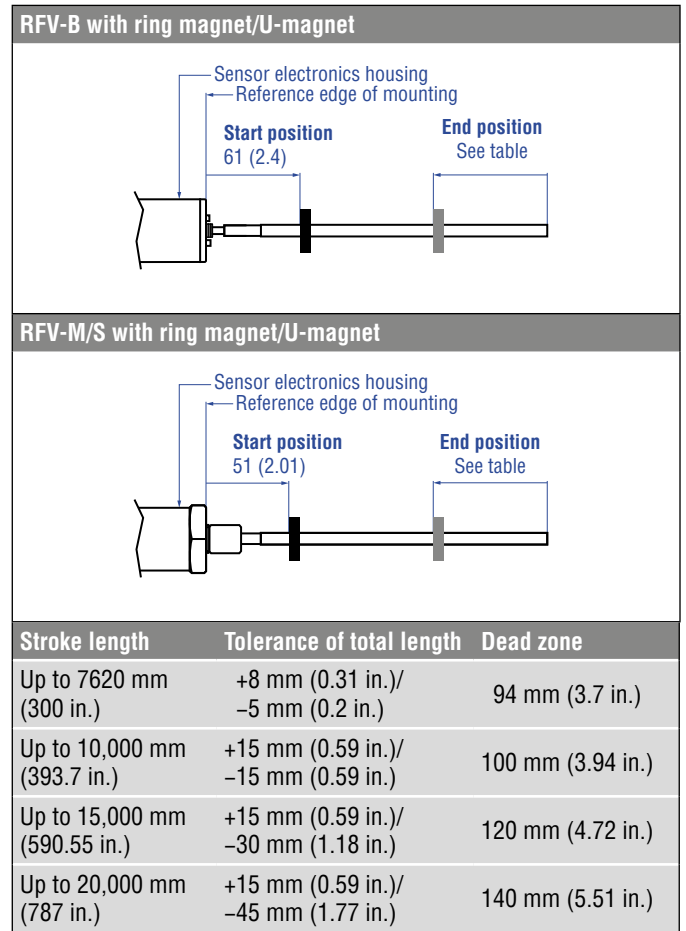 RFV-B with ring magnet/U-magnet
Sensor electronics housing
Reference edge of mounting
Start position
61 (2.4)
End position
See table
RFV-M/S with ring magnet/U-magnet
Sensor electronics housing
Reference edge of mounting
Start position
51 (2.01)
End position
See table
Stroke length Tolerance of total length Dead zone
Up to 7620 mm (300 in.) +8 mm (0.31 in.)/ −5 mm (0.2 in.) 94 mm (3.7 in.)
Up to 10,000 mm (393.7 in.) +15 mm (0.59 in.)/ −15 mm (0.59 in.) 100 mm (3.94 in.)
Up to 15,000 mm (590.55 in.) +15 mm (0.59 in.)/ −30 mm (1.18 in.) 120 mm (4.72 in.)
Up to 20,000 mm (787 in.) +15 mm (0.59 in.)/ −45 mm (1.77 in.) 140 mm (5.51 in.)